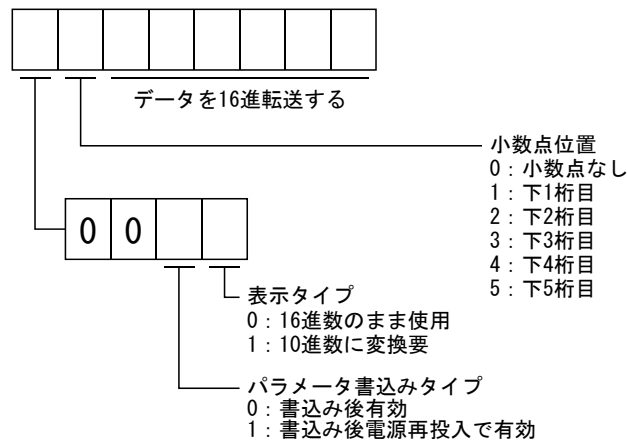 データを16進転送する
小数点位置
0：小数点なし
1：下1桁目
2：下2桁目
3：下3桁目
4：下4桁目
5：下5桁目
0 0
表示タイプ
0：16進数のまま使用
1：10進数に変換要
パラメータ書込みタイプ
0：書込み後有効
1：書込み後電源再投入で有効